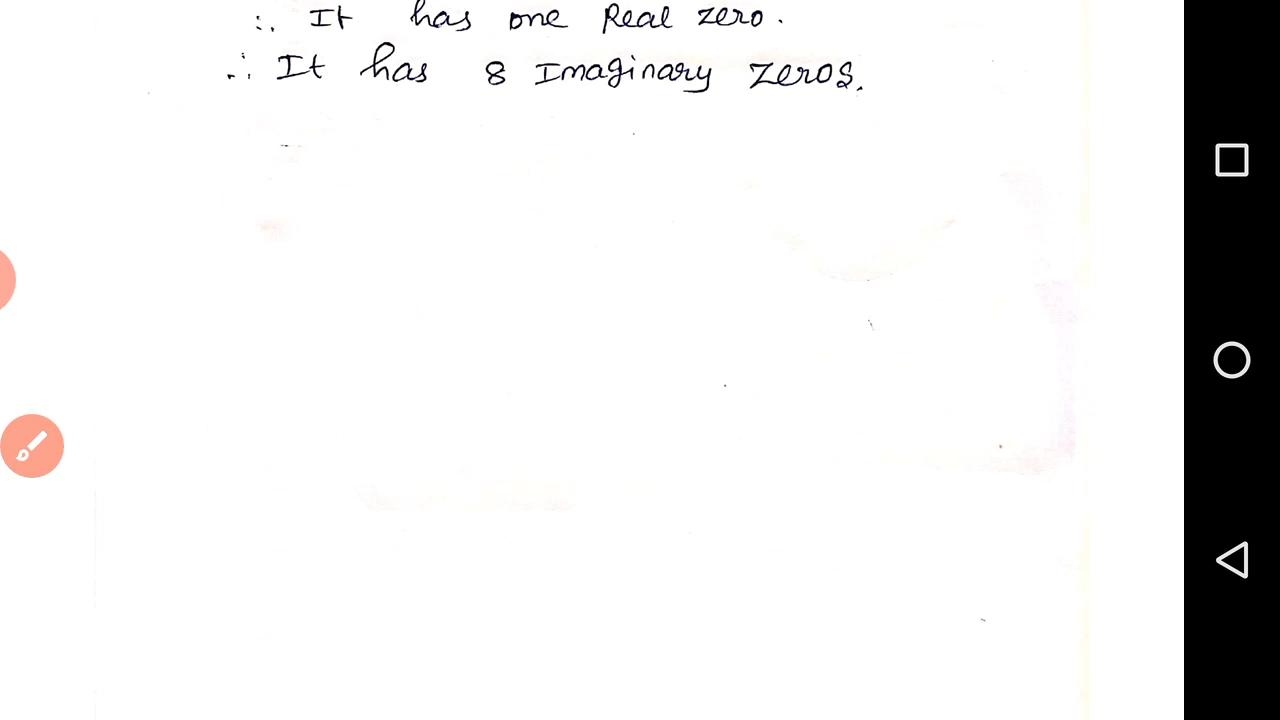 ∴ It has one Real zero.
∴ It has 8 Imaginary zeros.